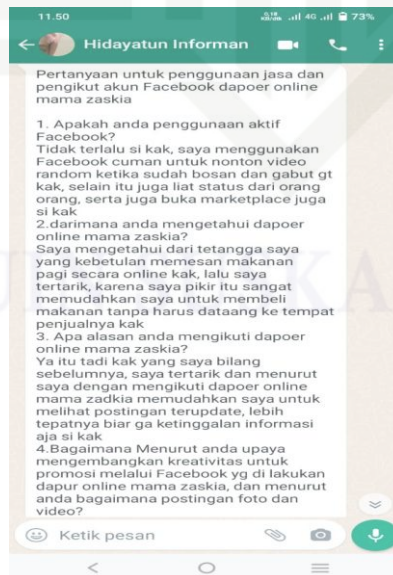 11.50
4G 73%
Hidayatun Informan
Pertanyaan untuk penggunaan jasa dan
pengikut akun Facebook dapoer online
mama zaskia
1. Apakah anda penggunaan aktif
Facebook?
Tidak terlalu si kak, saya menggunakan
Facebook cuman untuk nonton video
random ketika sudah bosan dan gabut gt
kak, selain itu juga liat status dari orang
orang, serta juga buka marketplace juga
si kak
2.darimana anda mengetahui dapoer
online mama zaskia?
Saya mengetahui dari tetangga saya
yang kebetulan memesan makanan
pagi secara online kak, lalu saya
tertarik, karena saya pikir itu sangat
memudahkan saya untuk membeli
makanan tanpa harus dataang ke tempat
penjualnya kak
3. Apa alasan anda mengikuti dapoer
online mama zaskia?
Ya itu tadi kak yang saya bilang
sebelumnya, saya tertarik dan menurut
saya dengan mengikuti dapoer online
mama zadkia memudahkan saya untuk
melihat postingan terupdate, lebih
tepatnya biar ga ketinggalan informasi
aja si kak
4.Bagaimana Menurut anda upaya
mengembangkan kreativitas untuk
promosi melalui Facebook yg di lakukan
dapur online mama zaskia, dan menurut
anda bagaimana postingan foto dan
video?
Ketik pesan